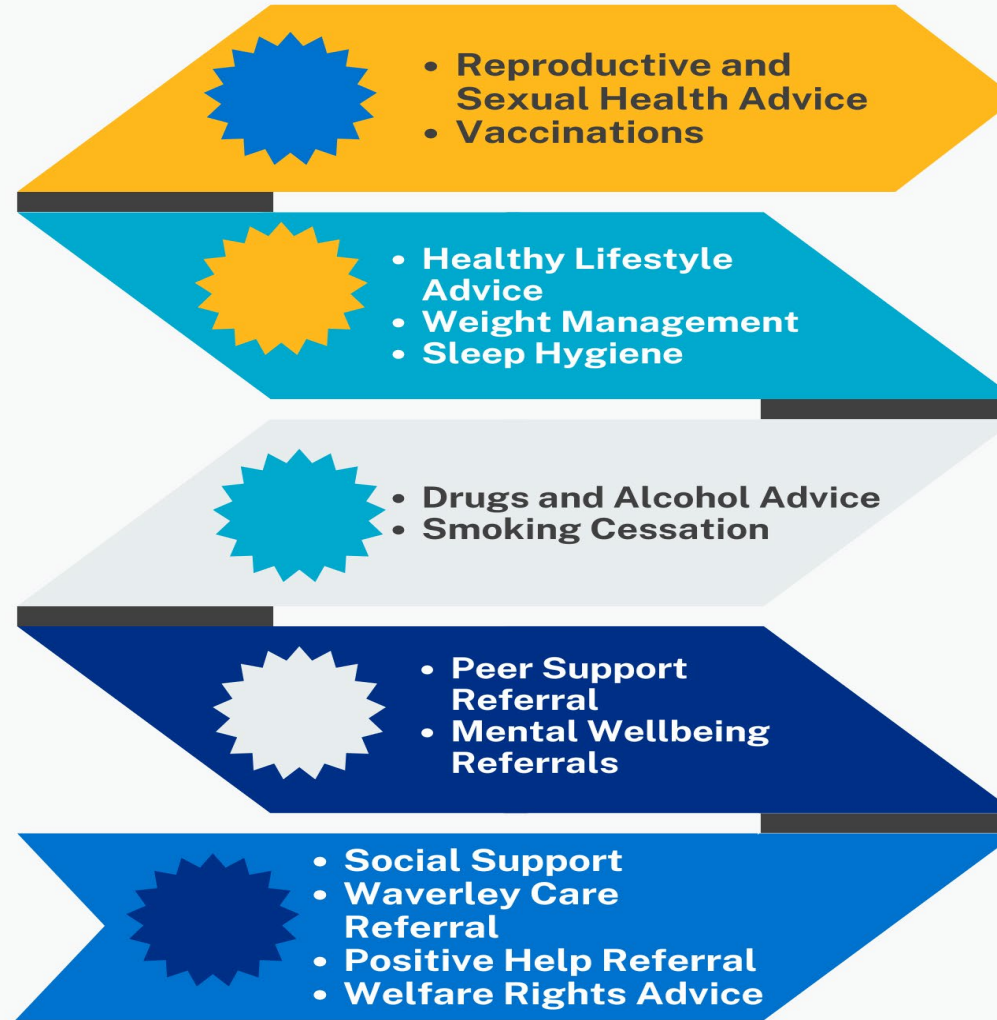 • Reproductive and
Sexual Health Advice
• Vaccinations
• Healthy Lifestyle
Advice
• Weight Management
• Sleep Hygiene
• Drugs and Alcohol Advice
• Smoking Cessation
• Peer Support
Referral
• Mental Wellbeing
Referrals
• Social Support
• Waverley Care
Referral
• Positive Help Referral
• Welfare Rights Advice